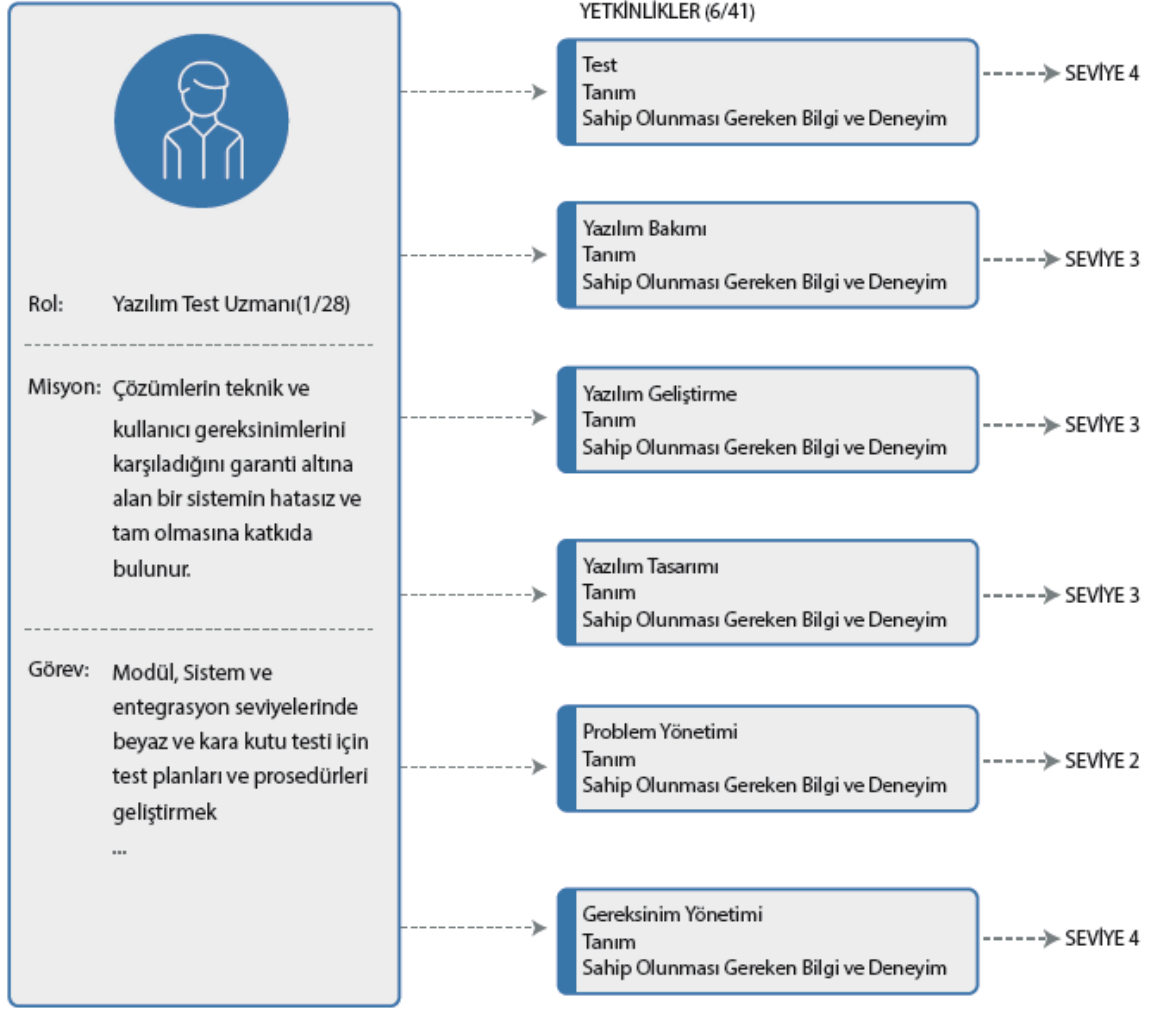 Rol: Yazılım Test Uzmanı(1/28)
Misyon: Çözümlerin teknik ve
kullanıcı gereksinimlerini
karşıladığını garanti altına
alan bir sistemin hatasız ve
tam olmasına katkıda
bulunur.
Görev: Modül, Sistem ve
entegrasyon seviyelerinde
beyaz ve kara kutu testi için
test planları ve prosedürleri
geliştirmek
...
YETKİNLİKLER (6/41)
Test
Tanım
Sahip Olunması Gereken Bilgi ve Deneyim
SEVİYE 4
Yazılım Bakımı
Tanım
Sahip Olunması Gereken Bilgi ve Deneyim
SEVİYE 3
Yazılım Geliştirme
Tanım
Sahip Olunması Gereken Bilgi ve Deneyim
SEVİYE 3
Yazılım Tasarımı
Tanım
Sahip Olunması Gereken Bilgi ve Deneyim
SEVİYE 3
Problem Yönetimi
Tanım
Sahip Olunması Gereken Bilgi ve Deneyim
SEVİYE 2
Gereksinim Yönetimi
Tanım
Sahip Olunması Gereken Bilgi ve Deneyim
SEVİYE 4